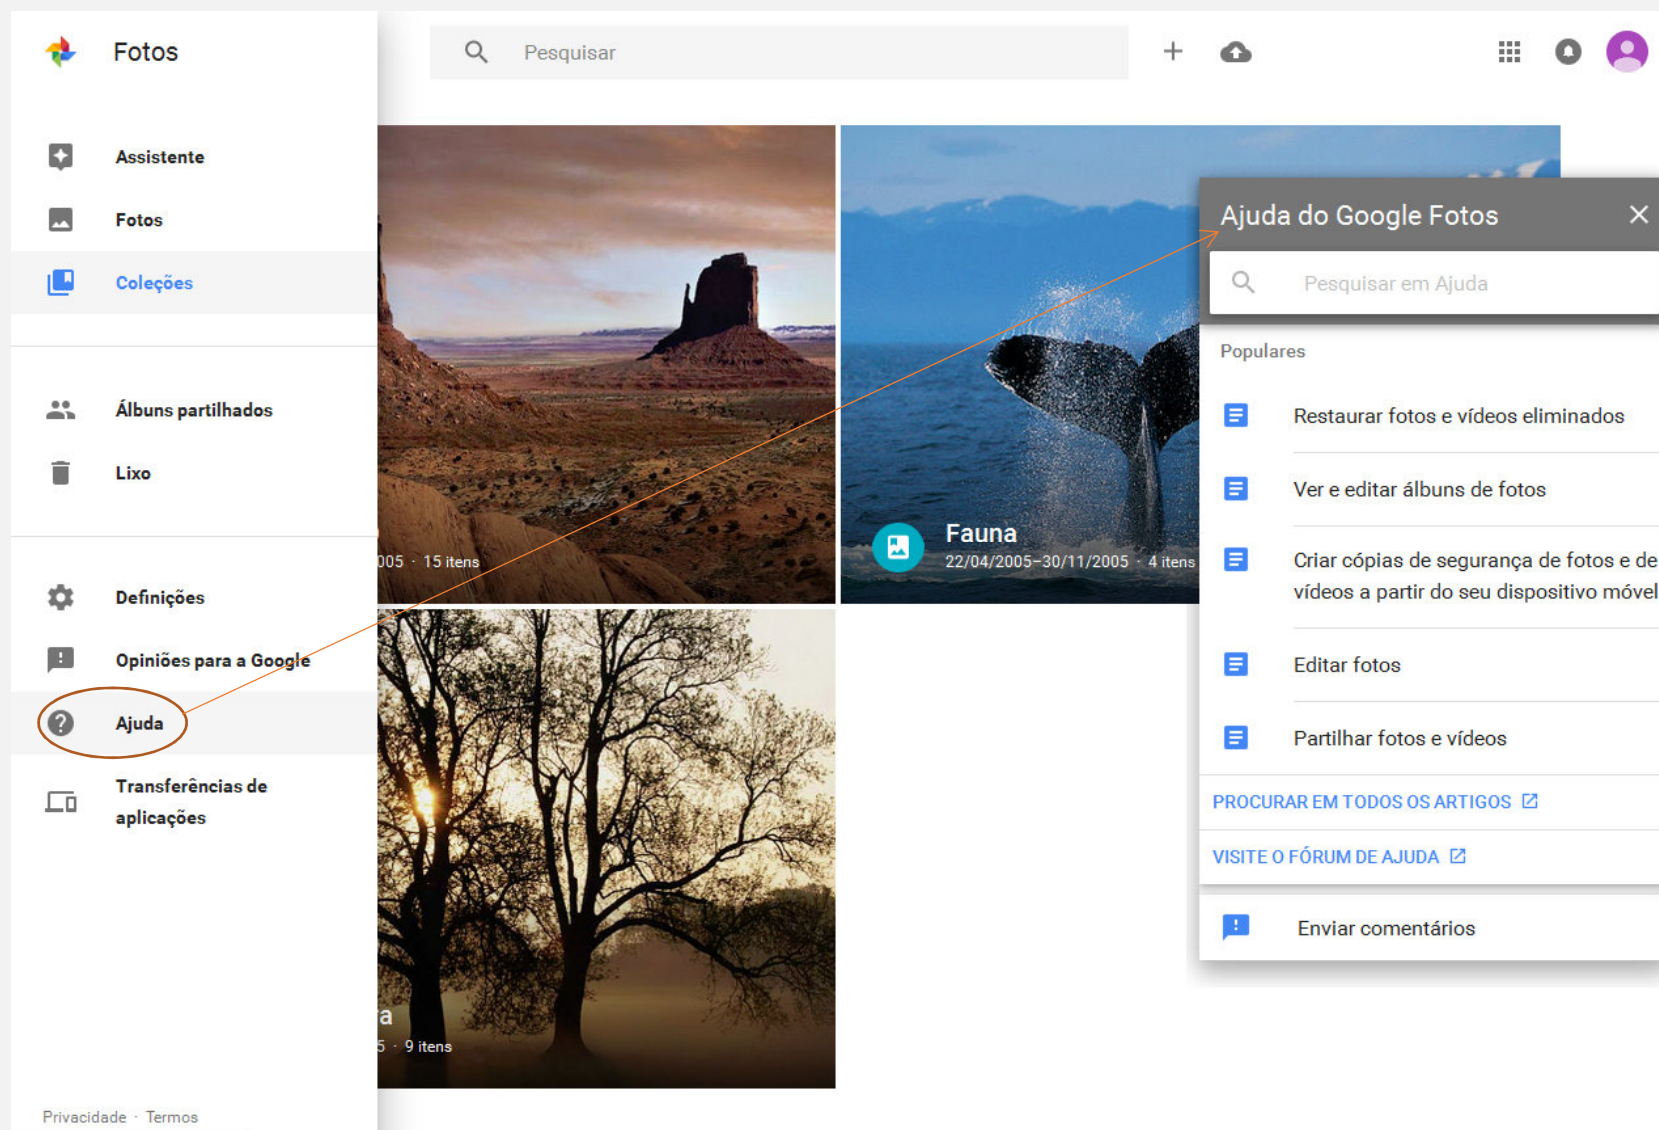 Fotos
Pesquisar
Assistente
Fotos
Coleções
Álbuns partilhados
Lixo
Definições
Opiniões para a Google
Ajuda
Transferências de
aplicações
Privacidade · Termos
005 · 15 itens
Fauna
22/04/2005–30/11/2005 · 4 itens
a
5 · 9 itens
Ajuda do Google Fotos
Pesquisar em Ajuda
Populares
Restaurar fotos e vídeos eliminados
Ver e editar álbuns de fotos
Criar cópias de segurança de fotos e de
vídeos a partir do seu dispositivo móvel
Editar fotos
Partilhar fotos e vídeos
PROCURAR EM TODOS OS ARTIGOS
VISITE O FÓRUM DE AJUDA
Enviar comentários